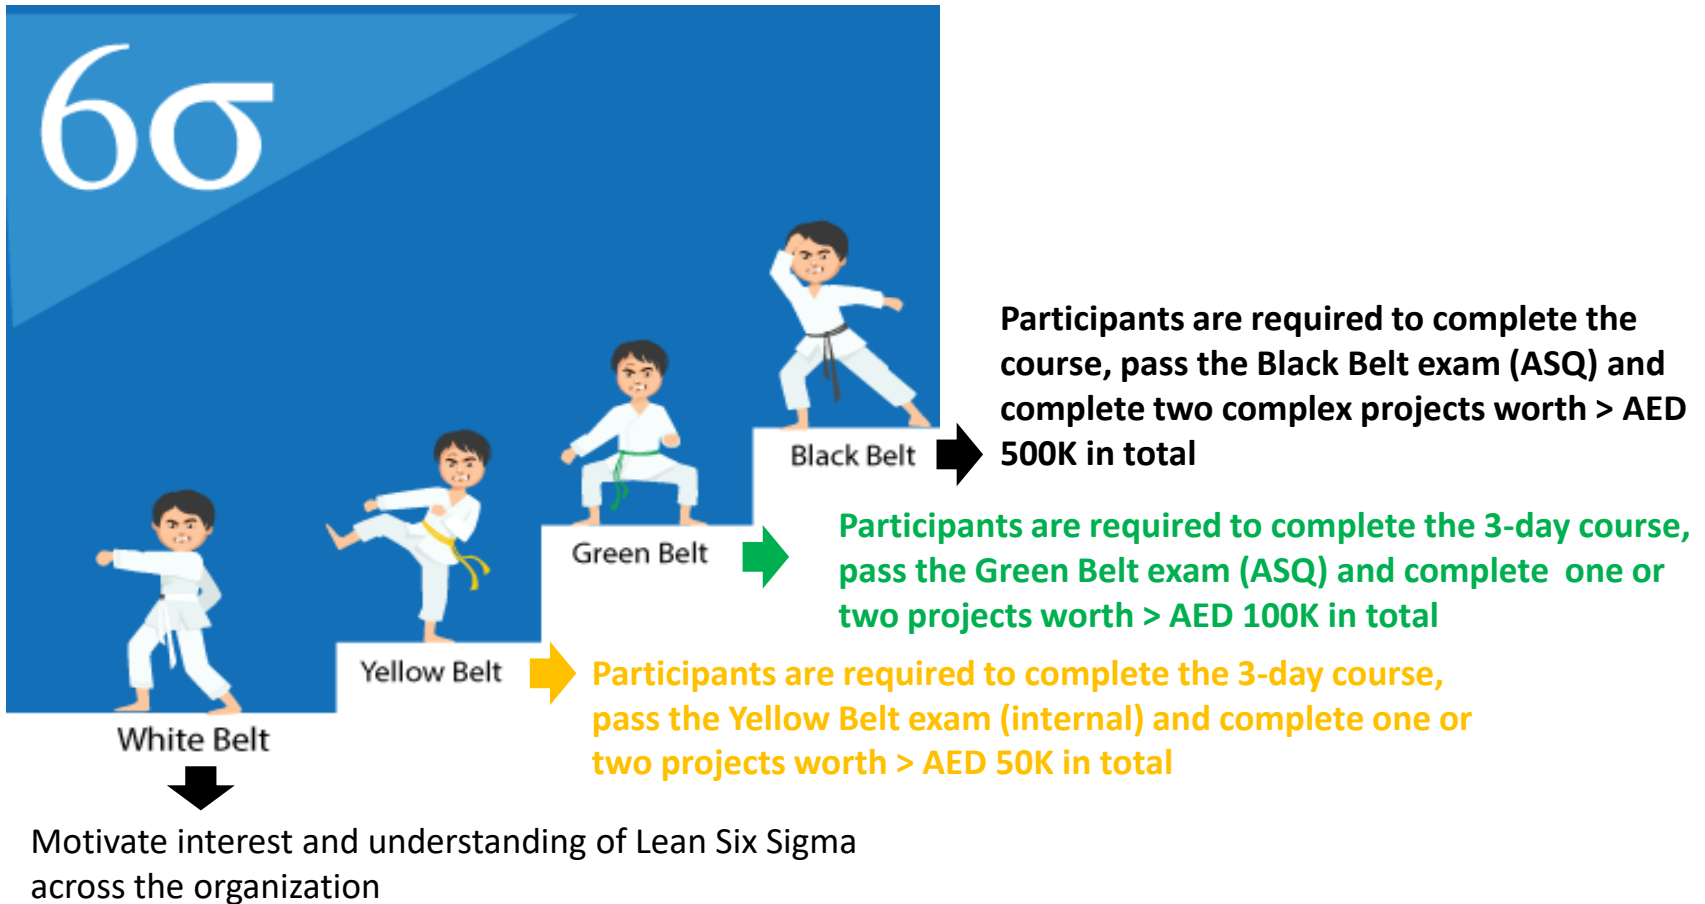 6σ
Participants are required to complete the
course, pass the Black Belt exam (ASQ) and
complete two complex projects worth > AED
500K in total
Black Belt
Participants are required to complete the 3-day course,
pass the Green Belt exam (ASQ) and complete  one or
two projects worth > AED 100K in total
Green Belt
Participants are required to complete the 3-day course,
pass the Yellow Belt exam (internal) and complete one or
two projects worth > AED 50K in total
Yellow Belt
White Belt
Motivate interest and understanding of Lean Six Sigma
across the organization